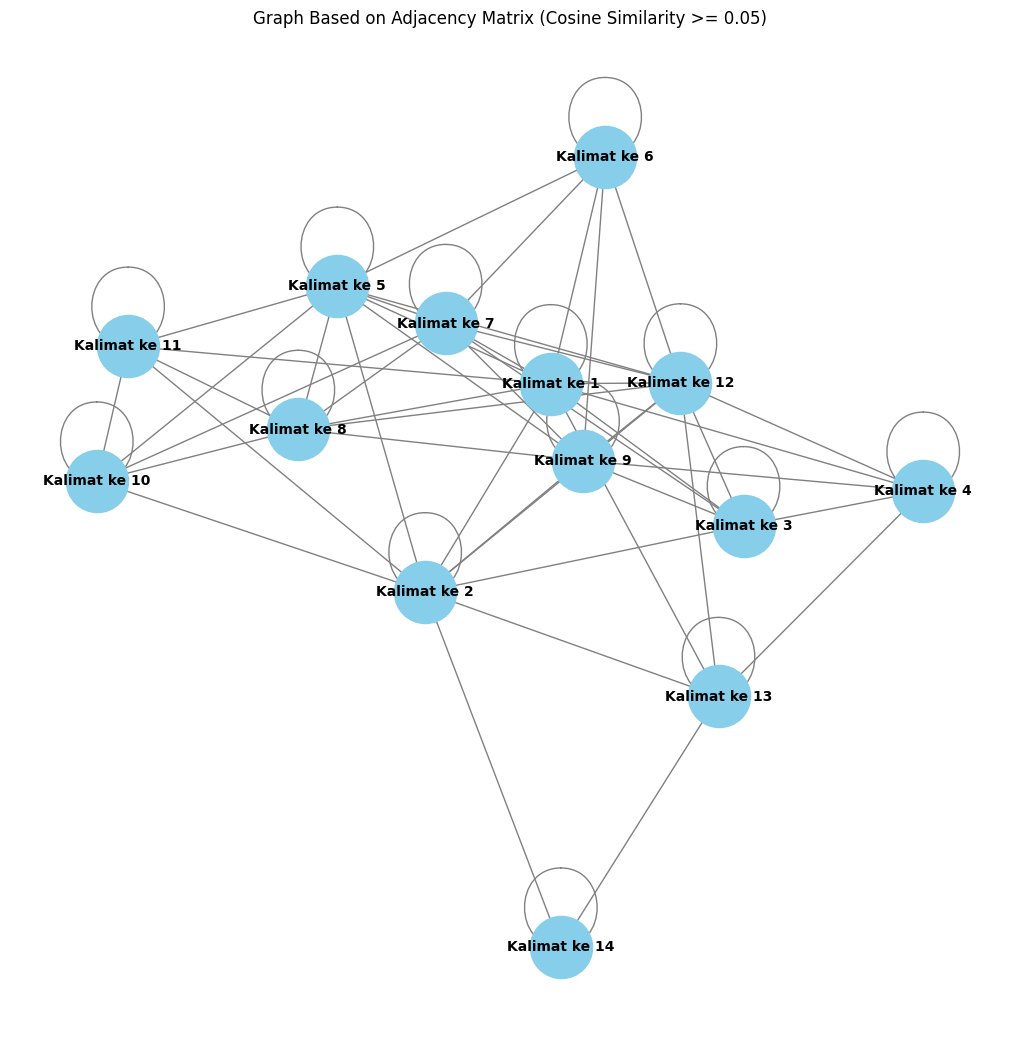 Graph Based on Adjacency Matrix (Cosine Similarity >= 0.05)
Kalimat ke 6
Kalimat ke 5
Kalimat ke 7
Kalimat ke 11
Kalimat ke 1
Kalimat ke 12
Kalimat ke 8
Kalimat ke 9
Kalimat ke 10
Kalimat ke 4
Kalimat ke 3
Kalimat ke 2
Kalimat ke 13
Kalimat ke 14